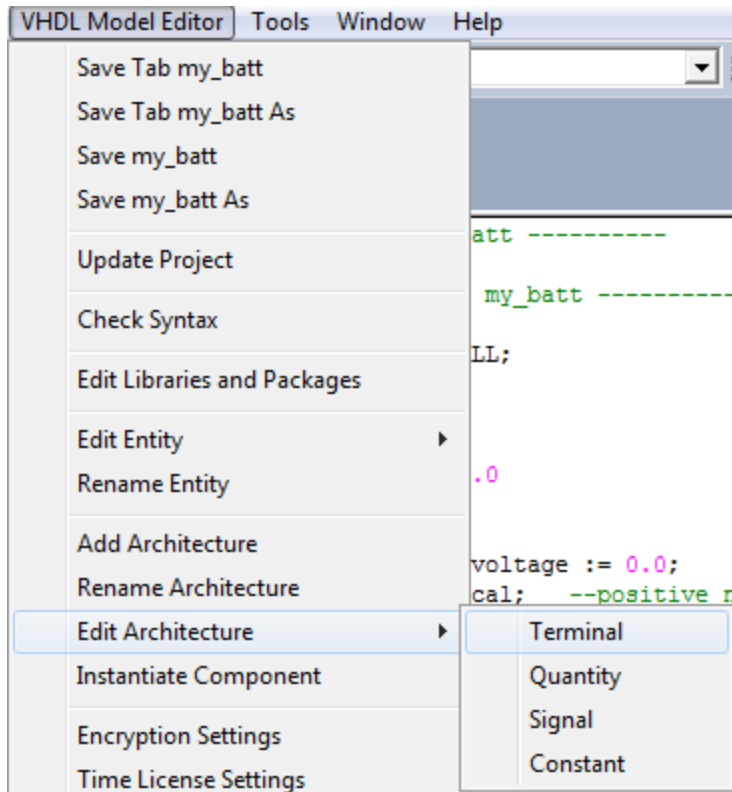 VHDL Model Editor Tools Window Help
Save Tab my_batt
Save Tab my_batt As
Save my_batt
Save my_batt As
att ----------
Update Project
my_batt ----------
Check Syntax
LL;
Edit Libraries and Packages
Edit Entity
.0
Rename Entity
Add Architecture
voltage := 0.0;
Rename Architecture
cal; --positive
Edit Architecture
Terminal
Instantiate Component
Quantity
Signal
Encryption Settings
Constant
Time License Settings